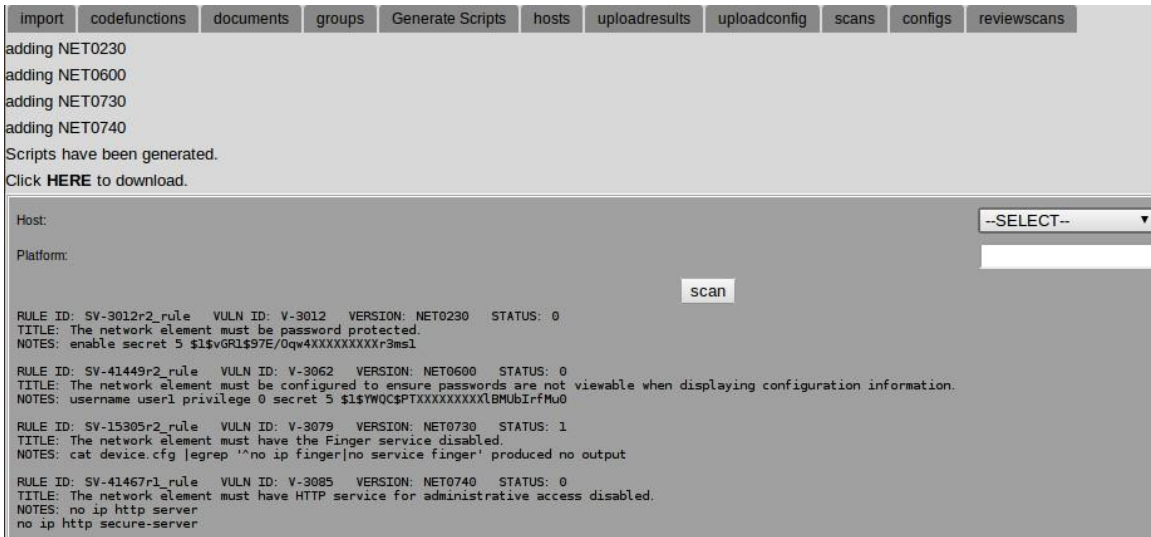 import codefunctions documents groups Generate Scripts hosts uploadresults uploadconfig scans configs reviewscans
adding NET0230
adding NET0600
adding NET0730
adding NET0740
Scripts have been generated.
Click HERE to download.
Host: --SELECT--
Platform:
scan
RULE ID: SV-3012r2_rule VULN ID: V-3012 VERSION: NET0230 STATUS: 0
TITLE: The network element must be password protected.
NOTES: enable secret 5 $1$vGR1$97E/Oqw4XXXXXXXXXr3ms1
RULE ID: SV-41449r2_rule VULN ID: V-3062 VERSION: NET0600 STATUS: 0
TITLE: The network element must be configured to ensure passwords are not viewable when displaying configuration information.
NOTES: username user1 privilege 0 secret 5 $1$YWQC$PTXXXXXXXXXlBMUbIrfMu0
RULE ID: SV-15305r2_rule VULN ID: V-3079 VERSION: NET0730 STATUS: 1
TITLE: The network element must have the Finger service disabled.
NOTES: cat device.cfg |egrep '^no ip finger|no service finger' produced no output
RULE ID: SV-41467r1_rule VULN ID: V-3085 VERSION: NET0740 STATUS: 0
TITLE: The network element must have HTTP service for administrative access disabled.
NOTES: no ip http server
no ip http secure-server